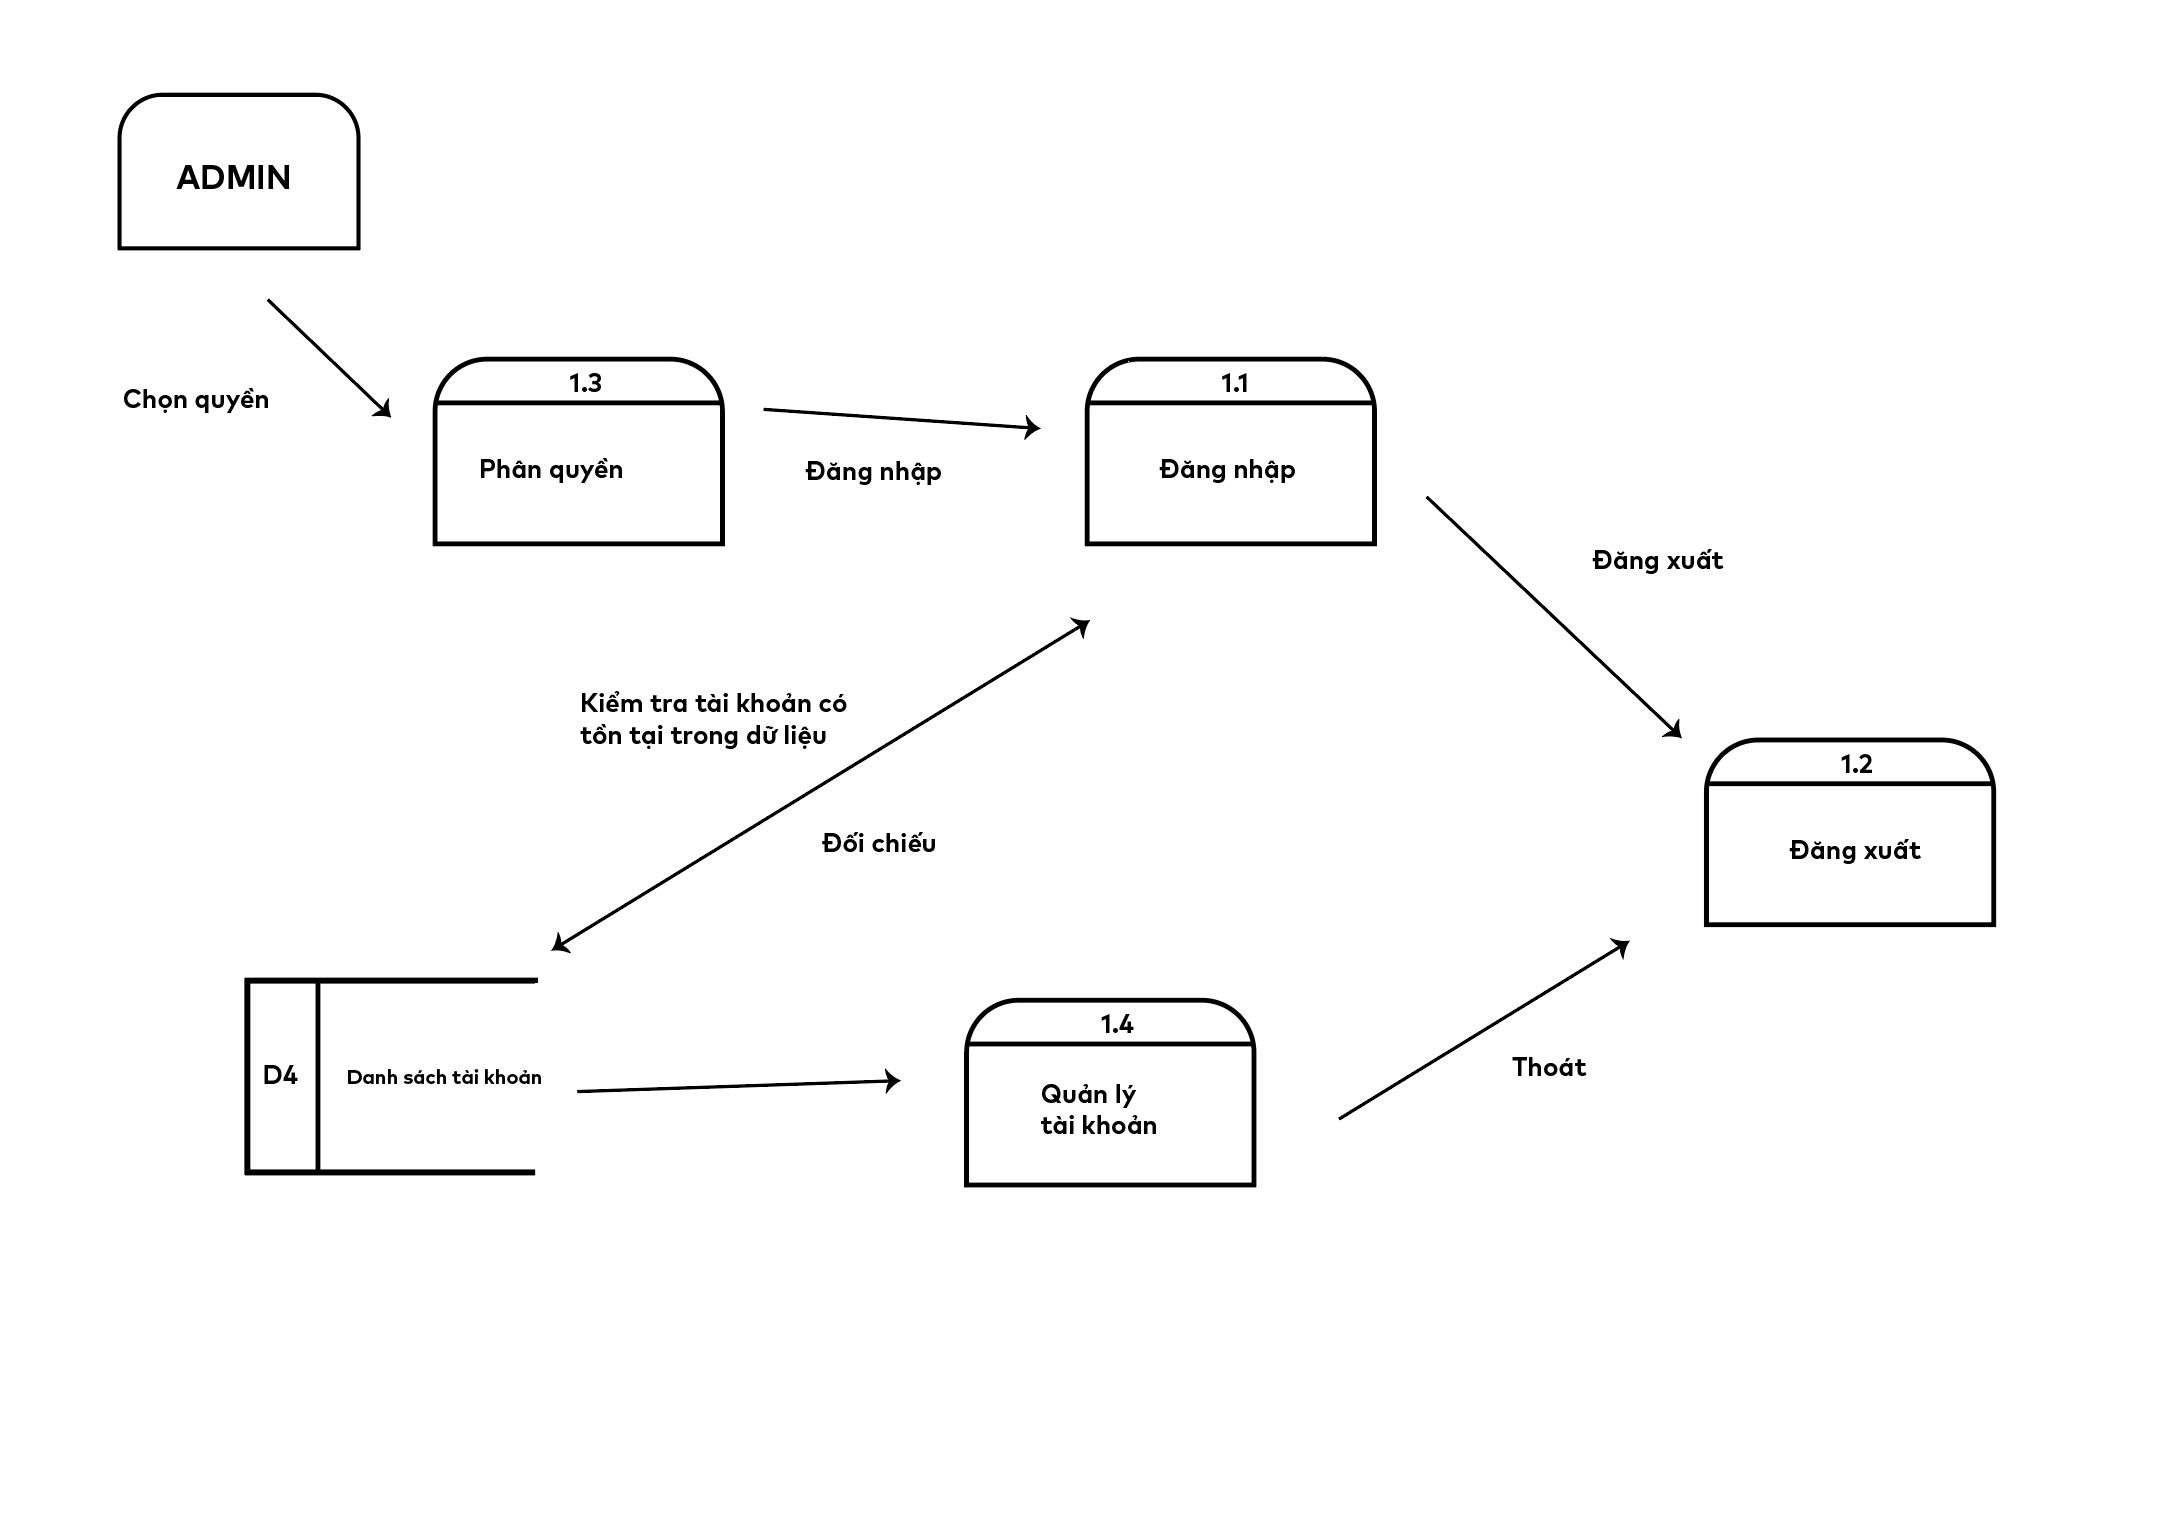 ADMIN
Chọn quyền
1.3
Phân quyền
Đăng nhập
1.1
Đăng nhập
Đăng xuất
Kiểm tra tài khoản có
tồn tại trong dữ liệu
Đối chiếu
1.2
Đăng xuất
D4
Danh sách tài khoản
1.4
Quản lý
tài khoản
Thoát